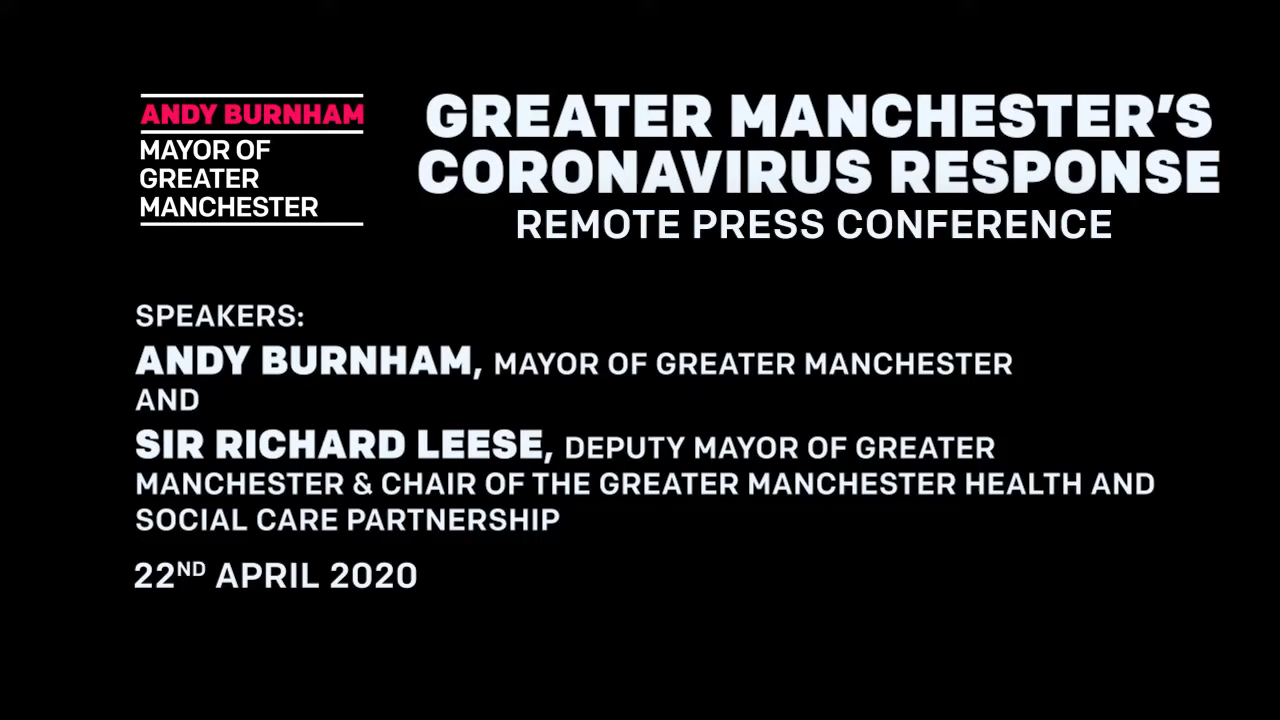 ANDY BURNHAM
MAYOR OF
GREATER
MANCHESTER
GREATER MANCHESTER'S
CORONAVIRUS RESPONSE
REMOTE PRESS CONFERENCE
SPEAKERS:
ANDY BURNHAM, MAYOR OF GREATER MANCHESTER
AND
SIR RICHARD LEESE, DEPUTY MAYOR OF GREATER
MANCHESTER & CHAIR OF THE GREATER MANCHESTER HEALTH AND
SOCIAL CARE PARTNERSHIP
22ND APRIL 2020